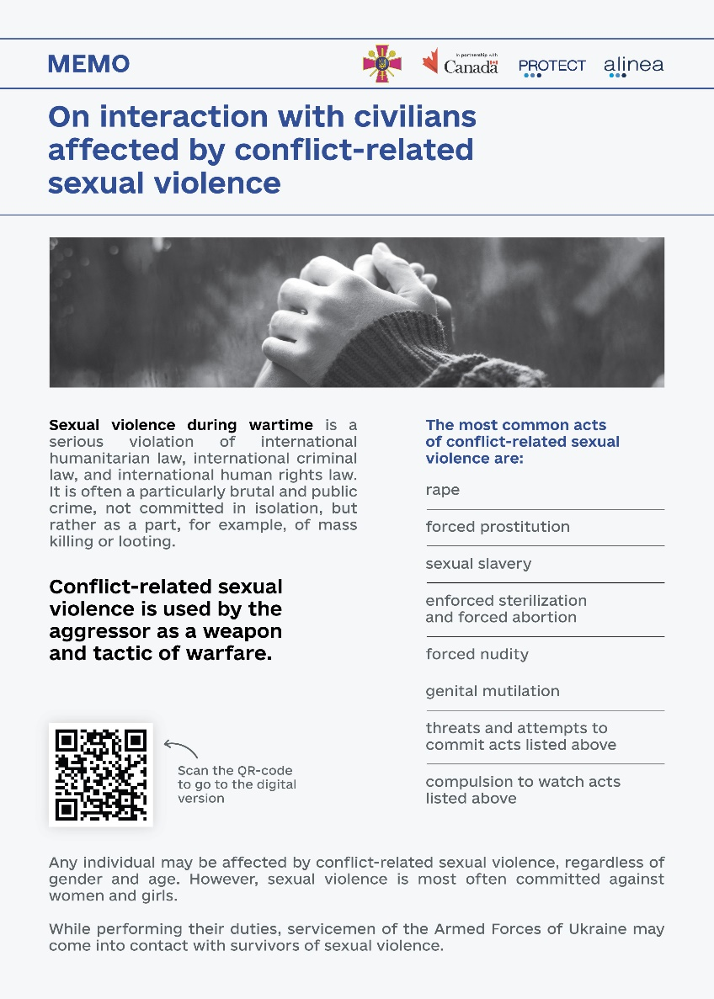 MEMO
in partnership with
Canada
PROTECT
alinea
On interaction with civilians
affected by conflict-related
sexual violence
Sexual violence during wartime is a
serious violation of international
humanitarian law, international criminal
law, and international human rights law.
It is often a particularly brutal and public
crime, not committed in isolation, but
rather as a part, for example, of mass
killing or looting.
Conflict-related sexual
violence is used by the
aggressor as a weapon
and tactic of warfare.
Scan the QR-code
to go to the digital
version
The most common acts
of conflict-related sexual
violence are:
rape
forced prostitution
sexual slavery
enforced sterilization
and forced abortion
forced nudity
genital mutilation
threats and attempts to
commit acts listed above
compulsion to watch acts
listed above
Any individual may be affected by conflict-related sexual violence, regardless of
gender and age. However, sexual violence is most often committed against
women and girls.
While performing their duties, servicemen of the Armed Forces of Ukraine may
come into contact with survivors of sexual violence.